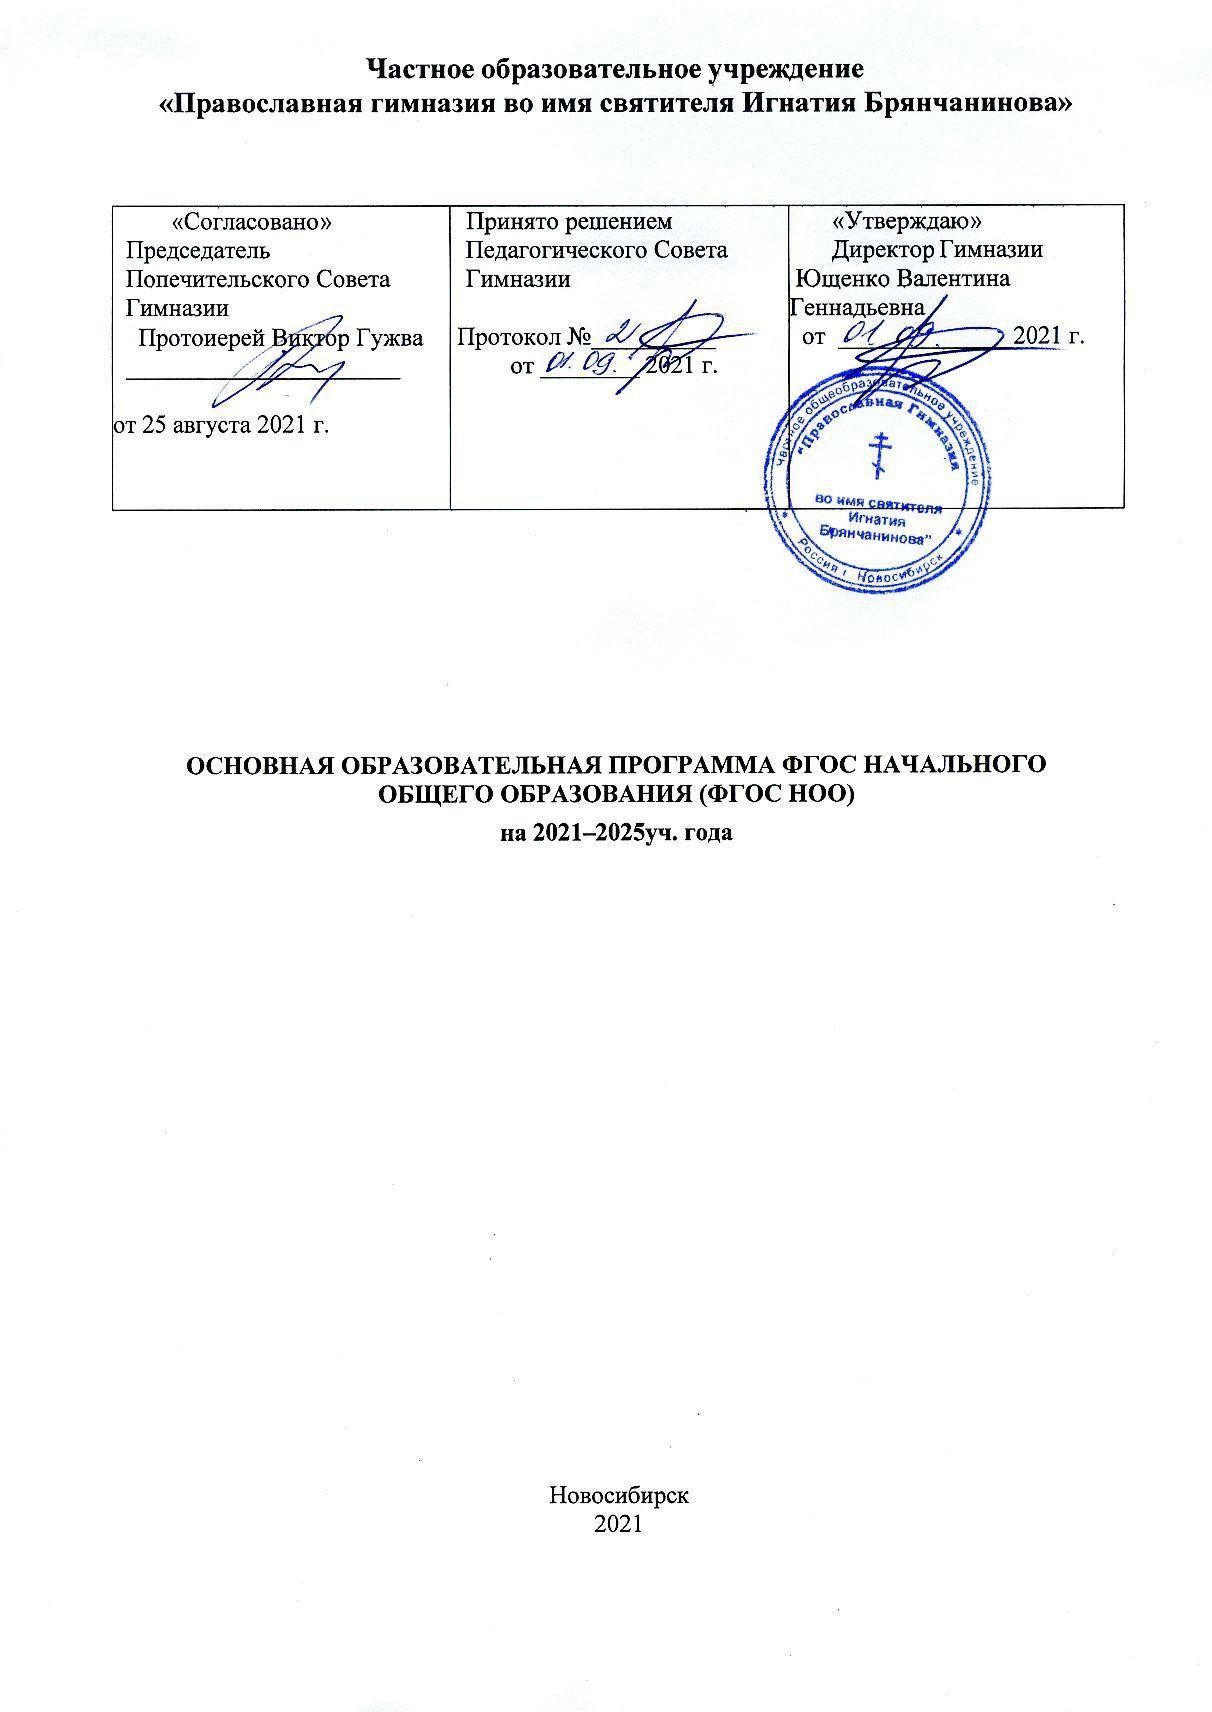 Частное образовательное учреждение
«Православная гимназия во имя святителя Игнатия Брянчанинова»
«Согласовано»
Председатель
Попечительского Совета
Гимназии
Протоиерей Виктор Гужва
от 25 августа 2021 г.
Принято решением
Педагогического Совета
Гимназии
Протокол № 2
от 01.09. 2021 г.
«Утверждаю»
Директор Гимназии
Ющенко Валентина
Геннадьевна
от 01.09. 2021 г.
Частное общеобразовательное учреждение
"Православная Гимназия
во имя святителя
Игнатия
Брянчанинова"
Россия г. Новосибирск
ОСНОВНАЯ ОБРАЗОВАТЕЛЬНАЯ ПРОГРАММА ФГОС НАЧАЛЬНОГО
ОБЩЕГО ОБРАЗОВАНИЯ (ФГОС НОО)
на 2021–2025уч. года
Новосибирск
2021